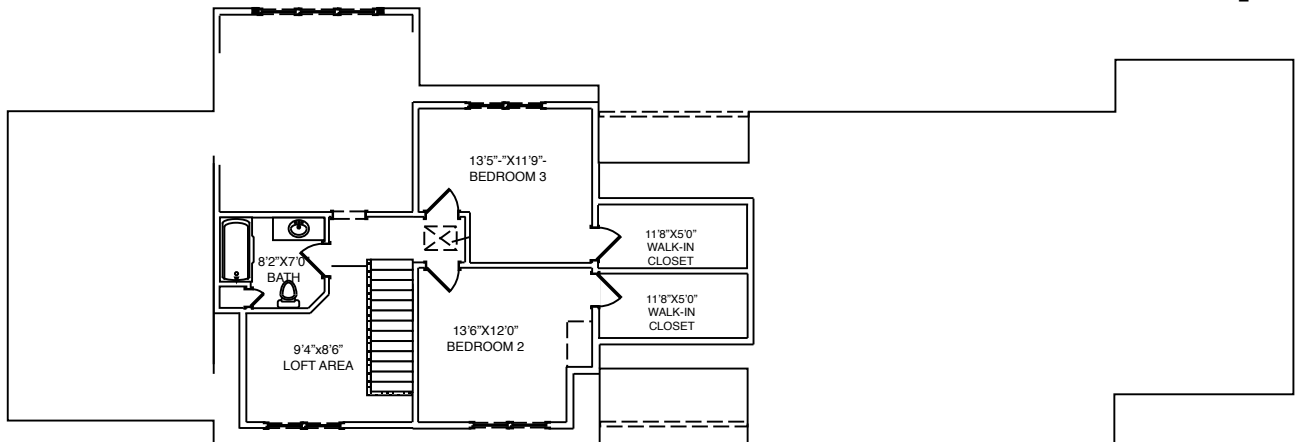 13'5"-"X11'9"-
BEDROOM 3
11'8"X5'0"
WALK-IN
CLOSET
8'2"X7'0"
BATH
11'8"X5'0"
WALK-IN
CLOSET
13'6"X12'0"
BEDROOM 2
9'4"x8'6"
LOFT AREA